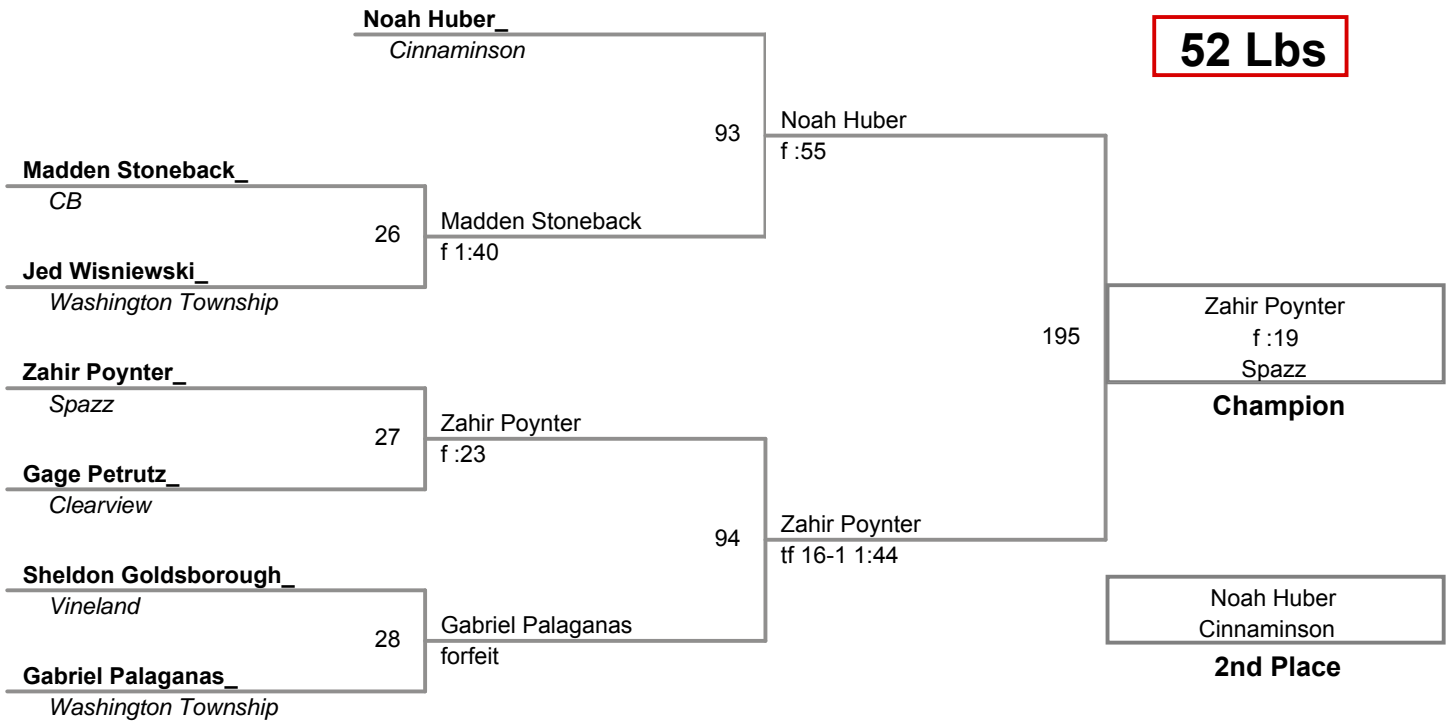 Noah Huber_
Cinnaminson
52 Lbs
93
Noah Huber
f :55
Madden Stoneback_
CB
26
Madden Stoneback
f 1:40
Jed Wisniewski_
Washington Township
195
Zahir Poynter
f :19
Spazz
Champion
Zahir Poynter_
Spazz
27
Zahir Poynter
f :23
Gage Petrutz_
Clearview
94
Zahir Poynter
tf 16-1 1:44
Sheldon Goldsborough_
Vineland
28
Gabriel Palaganas
forfeit
Gabriel Palaganas_
Washington Township
Noah Huber
Cinnaminson
2nd Place